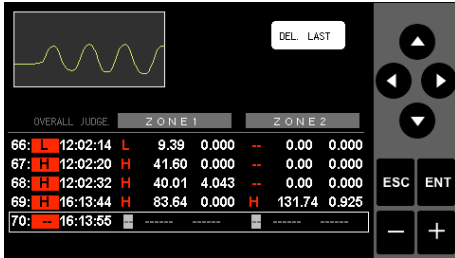 DEL. LAST
OVERALL JUDGE. ZONE1 ZONE2
66: L 12:02:14 L 9.39 0.000 -- 0.00 0.000
67: H 12:02:20 H 41.60 0.000 -- 0.00 0.000
68: H 12:02:32 H 40.01 4.043 -- 0.00 0.000
69: H 16:13:44 H 83.64 0.000 H 131.74 0.925
70: -- 16:13:55 -- ------ ------ -- ------ ------
ESC ENT
− +